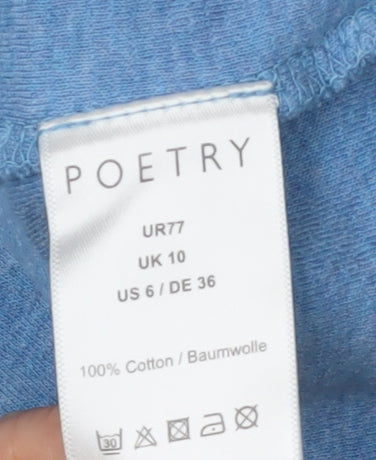 POETRY
UR77
UK 10
US 6 / DE 36
100% Cotton / Baumwolle
30